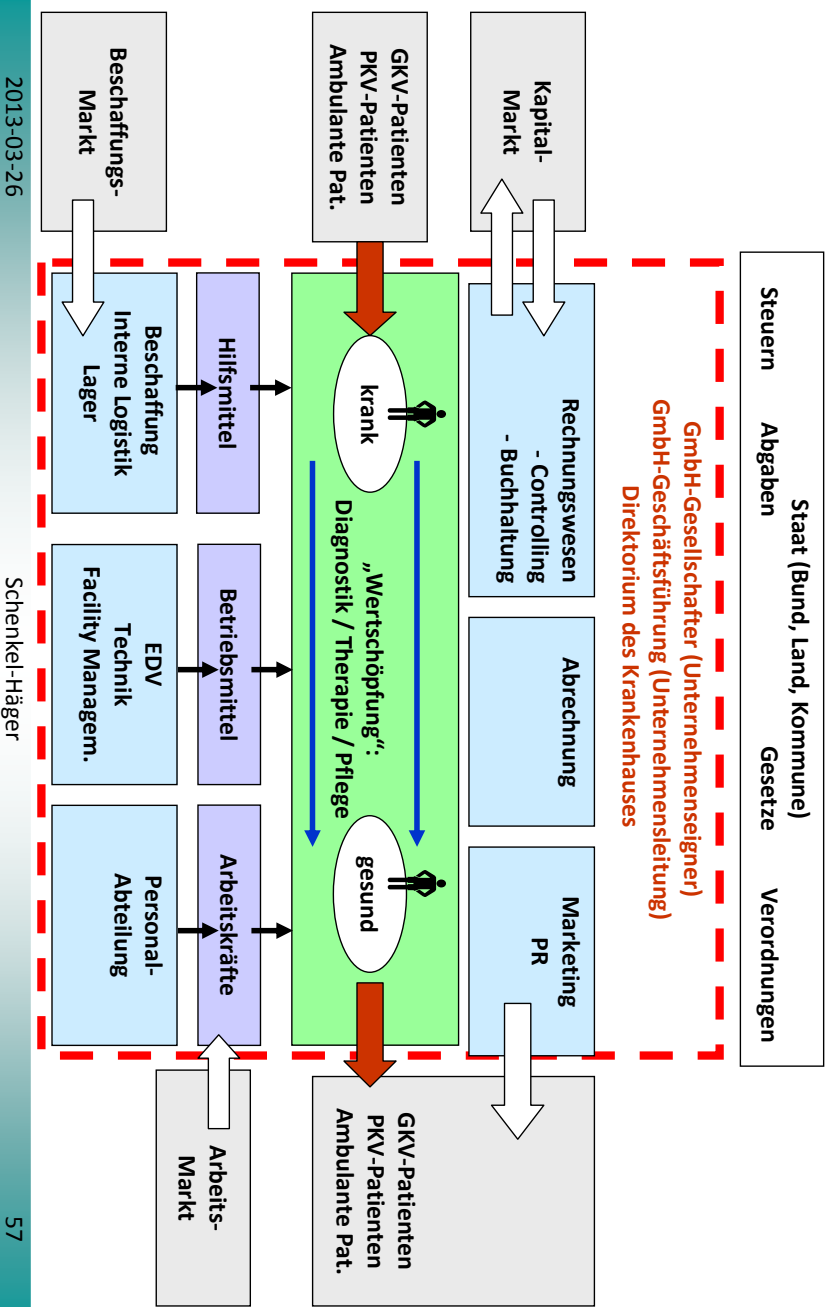 Staat (Bund, Land, Kommune)
Steuern Abgaben Gesetze Verordnungen
GmbH-Gesellschafter (Unternehmenseigner)
GmbH-Geschäftsführung (Unternehmensleitung)
Direktorium des Krankenhauses
Kapital-
Markt
Rechnungswesen
- Controlling
- Buchhaltung
Abrechnung
Marketing
PR
GKV-Patienten
PKV-Patienten
Ambulante Pat.
krank
„Wertschöpfung“:
Diagnostik / Therapie / Pflege
gesund
GKV-Patienten
PKV-Patienten
Ambulante Pat.
Hilfsmittel
Betriebsmittel
Arbeitskräfte
Arbeits-
Markt
Beschaffungs-
Markt
Beschaffung
Interne Logistik
Lager
EDV
Technik
Facility Managem.
Personal-
Abteilung
2013-03-26
Schenkel-Häger
57